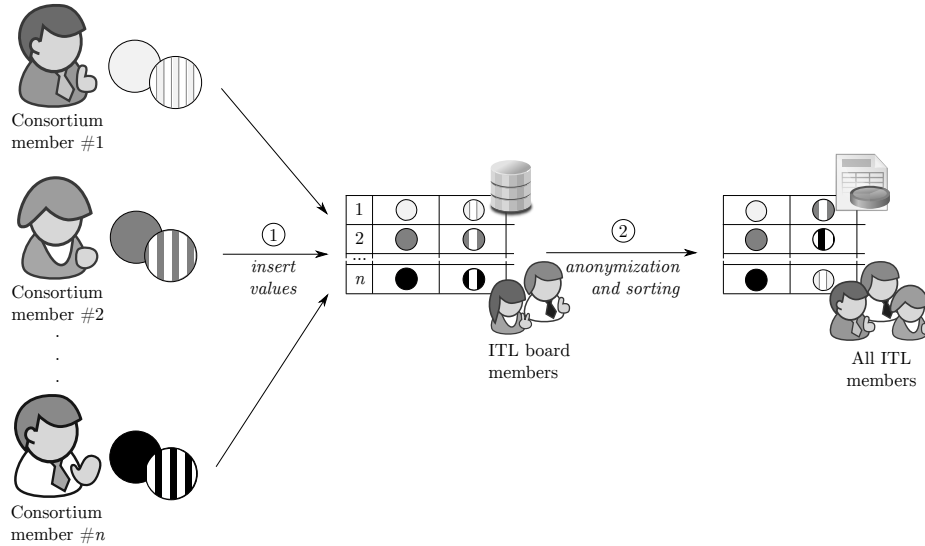 Consortium
member #1
Consortium
member #2
.
.
.
Consortium
member #n
1
insert
values
1
2
...
n
ITL board
members
2
anonymization
and sorting
All ITL
members